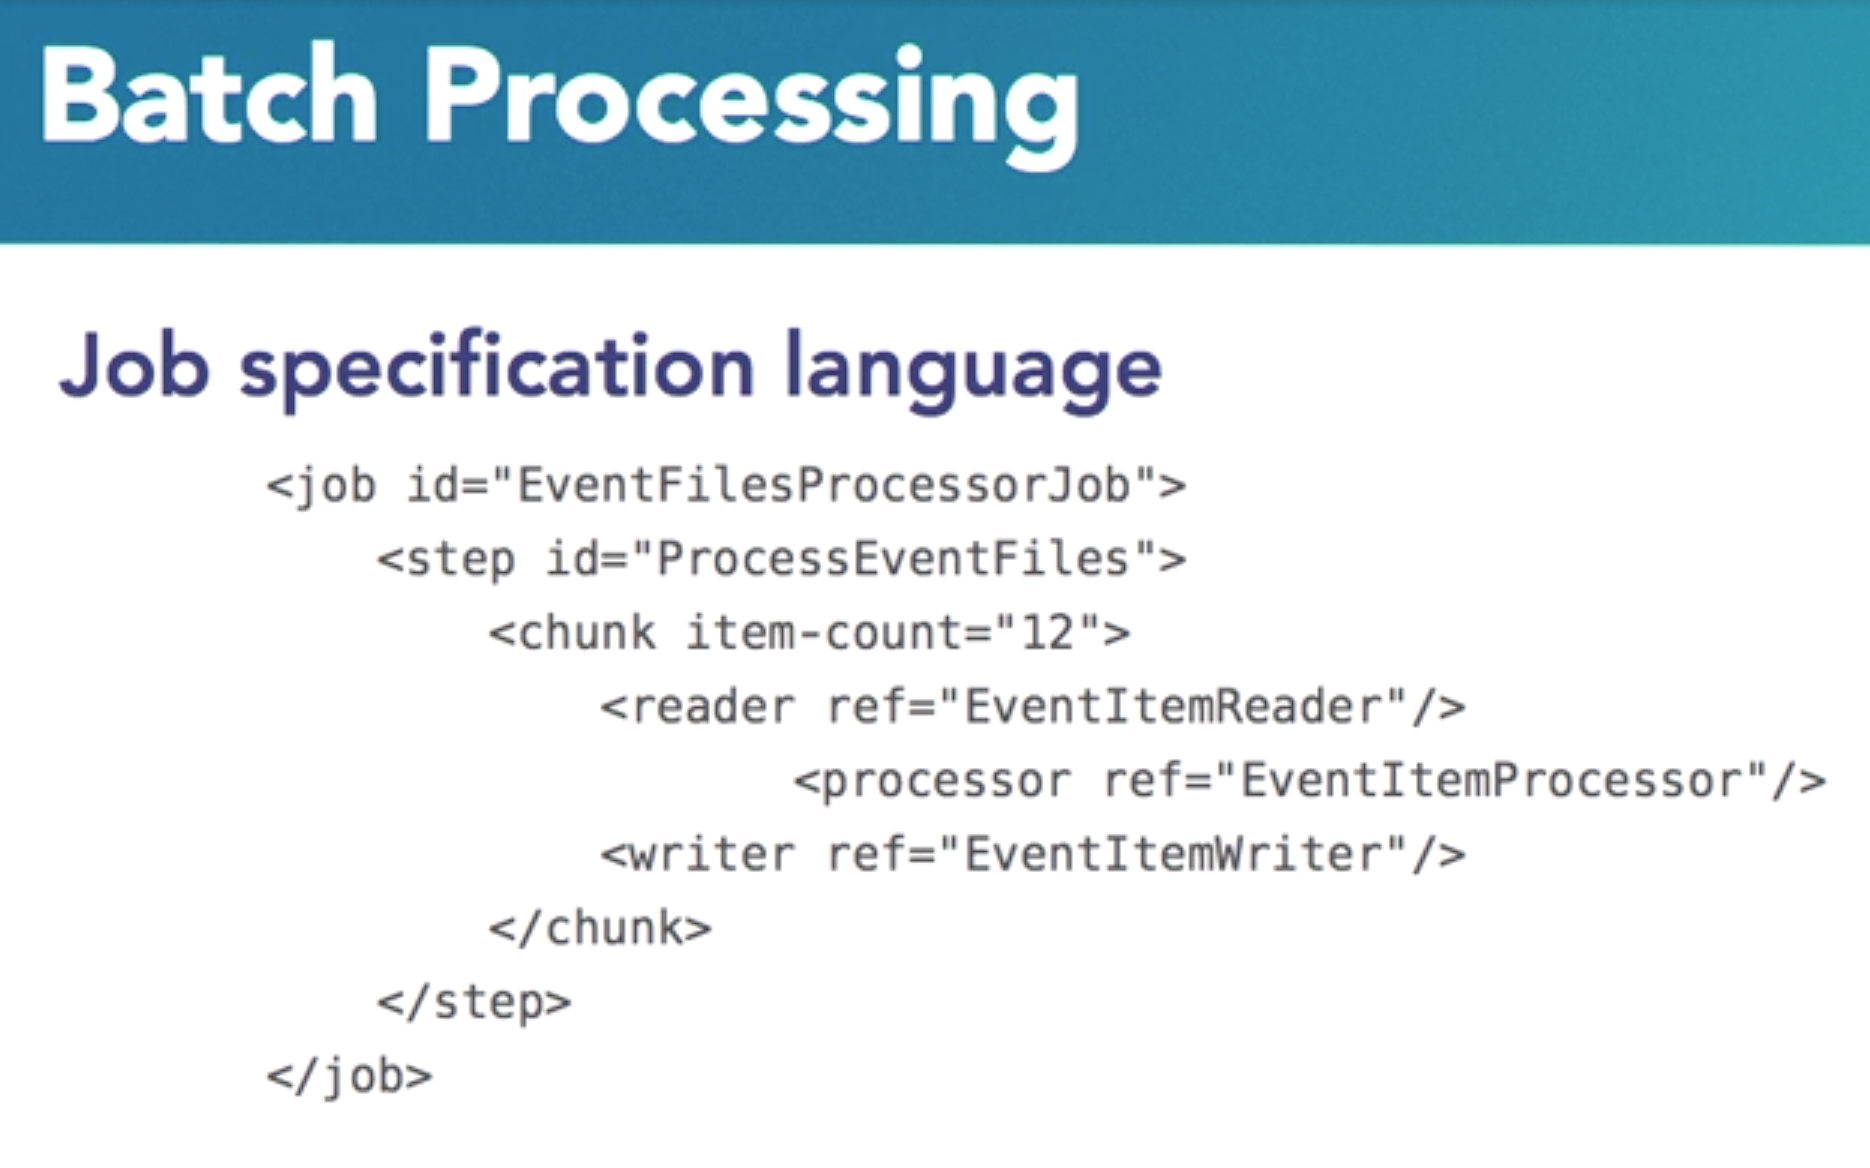 Batch Processing
Job specification language
<job id="EventFilesProcessorJob">
<step id="ProcessEventFiles">
<chunk item-count="12">
<reader ref="EventItemReader"/>
<processor ref="EventItemProcessor"/>
<writer ref="EventItemWriter"/>
</chunk>
</step>
</job>